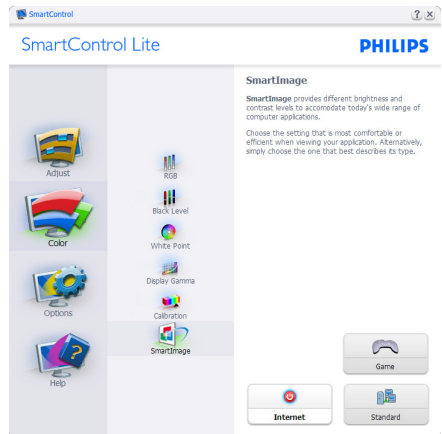 SmartControl
? ×
SmartControl Lite
PHILIPS
Adjust
Color
Options
Help
RGB
Black Level
White Point
Display Gamma
Calibration
SmartImage
SmartImage
SmartImage provides different brightness and
contrast levels to accomodate today's wide range of
computer applications.
Choose the setting that is most comfortable or
efficient when viewing your application. Alternatively,
simply choose the one that best describes its type.
Game
Internet
Standard